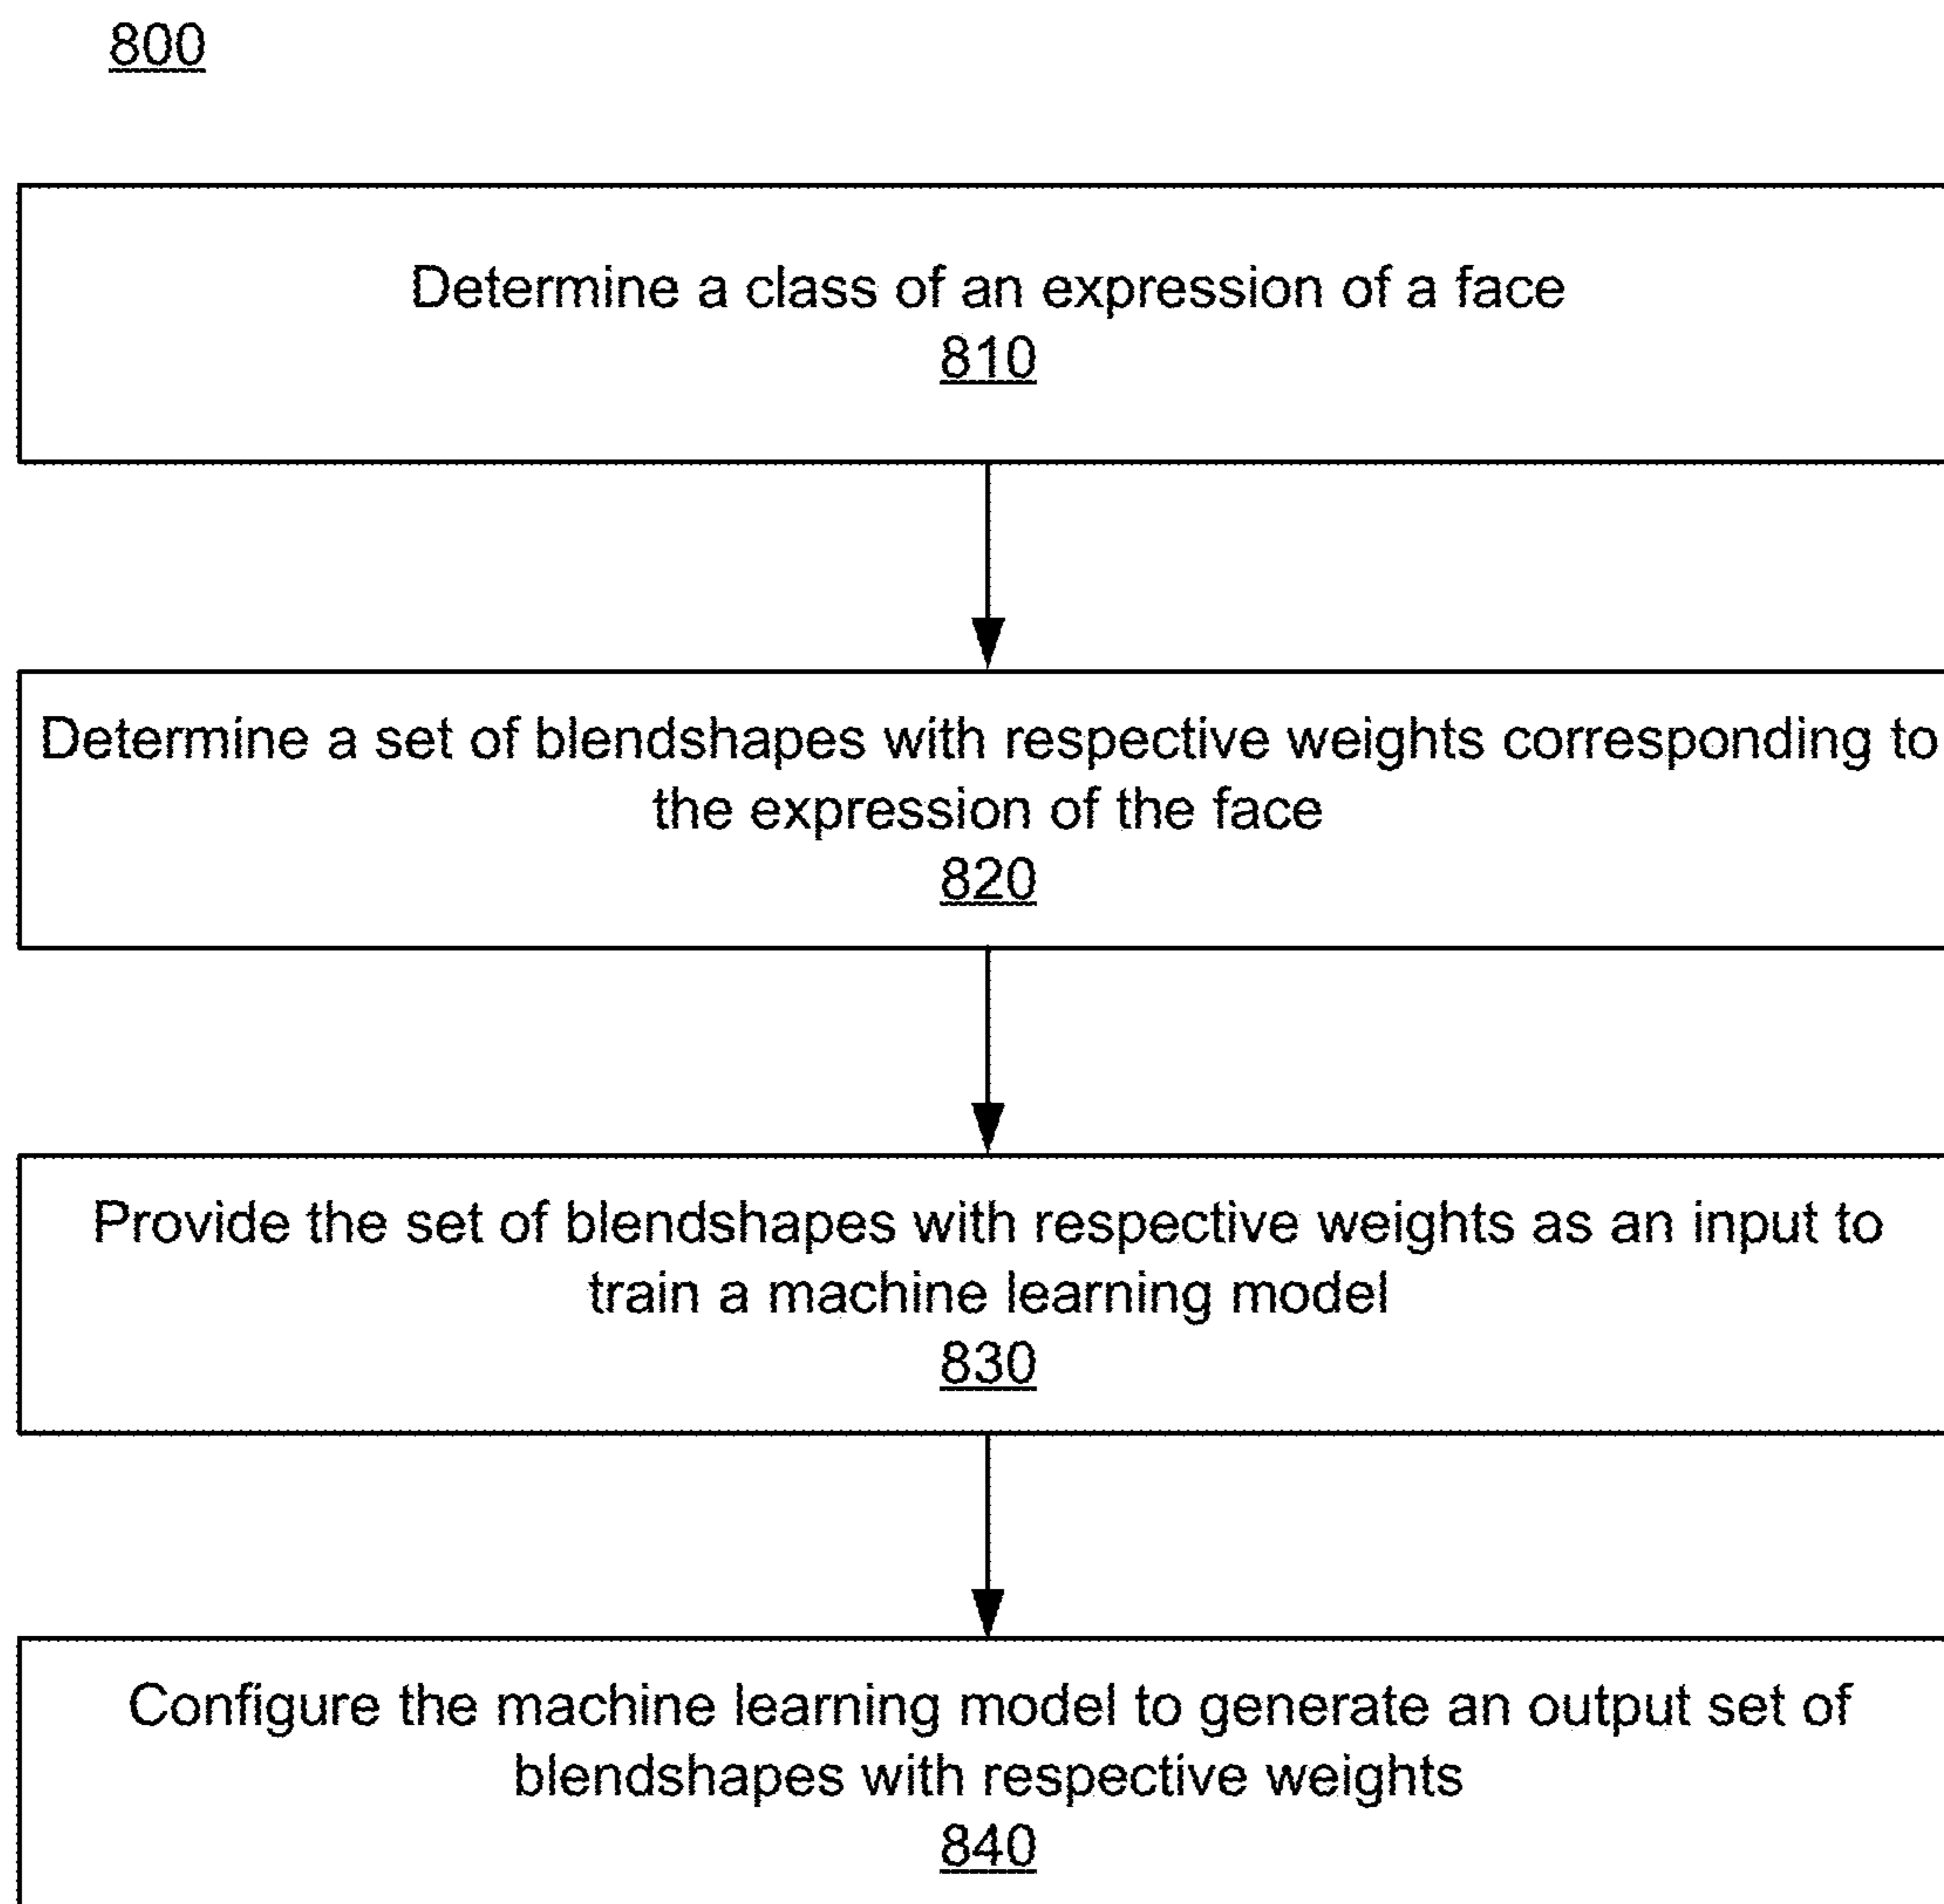 800
Determine a class of an expression of a face
810
Determine a set of blendshapes with respective weights corresponding to
the expression of the face
820
Provide the set of blendshapes with respective weights as an input to
train a machine learning model
830
Configure the machine learning model to generate an output set of
blendshapes with respective weights
840